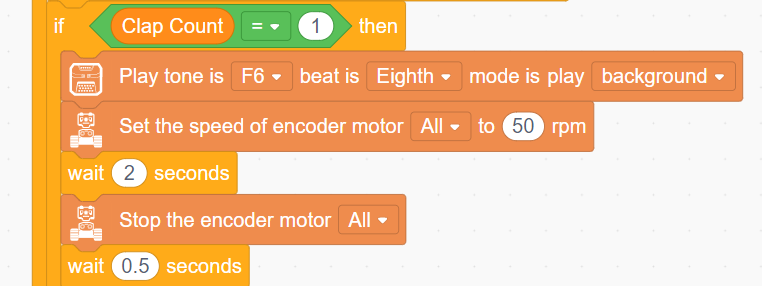 if Clap Count = 1 then
Play tone is F6 beat is Eighth mode is play background
Set the speed of encoder motor All to 50 rpm
wait 2 seconds
Stop the encoder motor All
wait 0.5 seconds